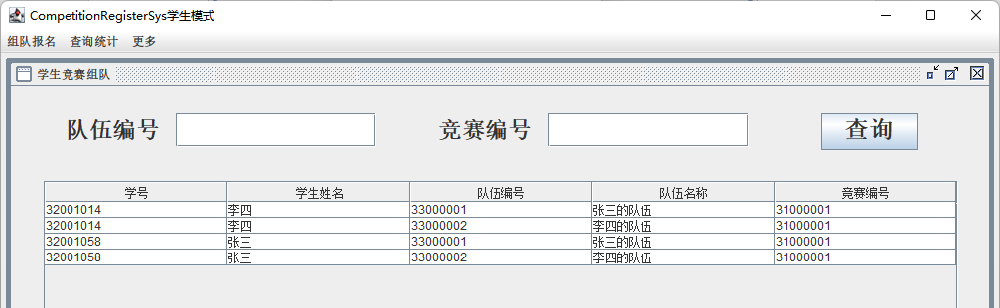 CompetitionRegisterSys学生模式
组队报名 查询统计 更多
学生竞赛组队
队伍编号 竞赛编号 查询
学号 学生姓名 队伍编号 队伍名称 竞赛编号
32001014 李四 33000001 张三的队伍 31000001
32001014 李四 33000002 李四的队伍 31000001
32001058 张三 33000001 张三的队伍 31000001
32001058 张三 33000002 李四的队伍 31000001